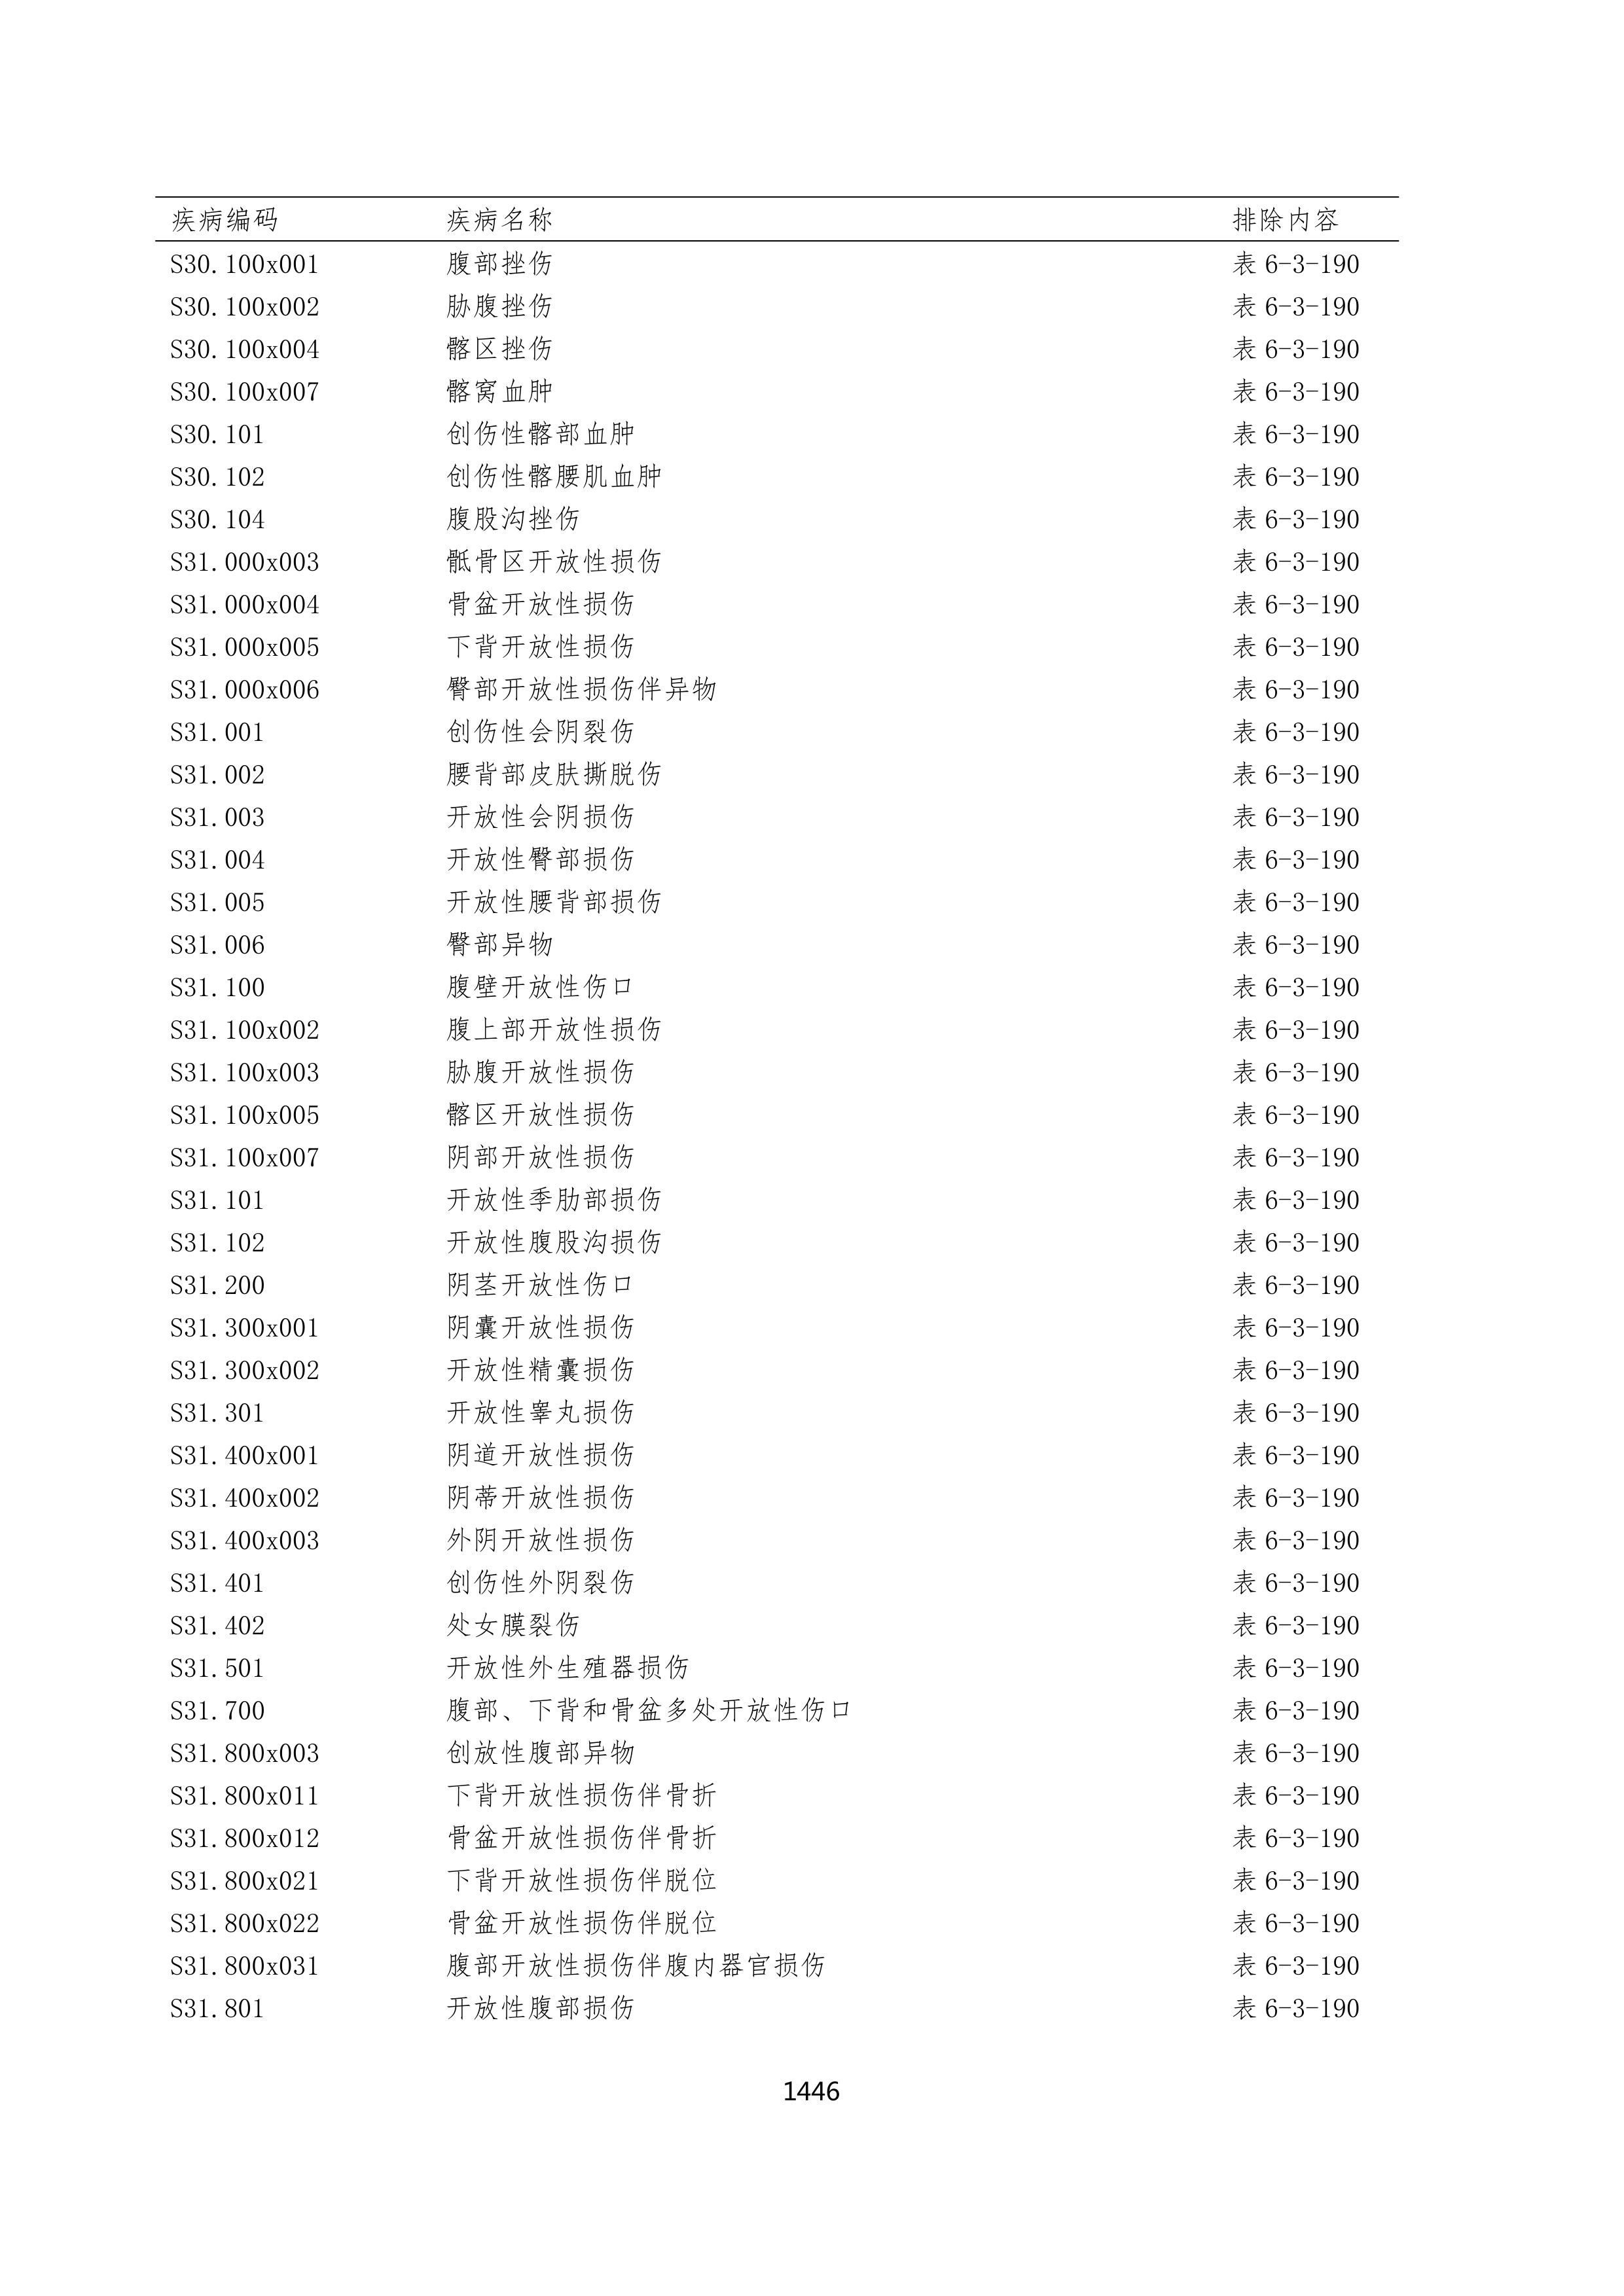 疾病编码 疾病名称 排除内容
S30.100x001 腹部挫伤 表 6-3-190
S30.100x002 胁腹挫伤 表 6-3-190
S30.100x004 髂区挫伤 表 6-3-190
S30.100x007 髂窝血肿 表 6-3-190
S30.101 创伤性髂部血肿 表 6-3-190
S30.102 创伤性髂腰肌血肿 表 6-3-190
S30.104 腹股沟挫伤 表 6-3-190
S31.000x003 骶骨区开放性损伤 表 6-3-190
S31.000x004 骨盆开放性损伤 表 6-3-190
S31.000x005 下背开放性损伤 表 6-3-190
S31.000x006 臀部开放性损伤伴异物 表 6-3-190
S31.001 创伤性会阴裂伤 表 6-3-190
S31.002 腰背部皮肤撕脱伤 表 6-3-190
S31.003 开放性会阴损伤 表 6-3-190
S31.004 开放性臀部损伤 表 6-3-190
S31.005 开放性腰背部损伤 表 6-3-190
S31.006 臀部异物 表 6-3-190
S31.100 腹壁开放性伤口 表 6-3-190
S31.100x002 腹上部开放性损伤 表 6-3-190
S31.100x003 胁腹开放性损伤 表 6-3-190
S31.100x005 髂区开放性损伤 表 6-3-190
S31.100x007 阴部开放性损伤 表 6-3-190
S31.101 开放性季肋部损伤 表 6-3-190
S31.102 开放性腹股沟损伤 表 6-3-190
S31.200 阴茎开放性伤口 表 6-3-190
S31.300x001 阴囊开放性损伤 表 6-3-190
S31.300x002 开放性精囊损伤 表 6-3-190
S31.301 开放性睾丸损伤 表 6-3-190
S31.400x001 阴道开放性损伤 表 6-3-190
S31.400x002 阴蒂开放性损伤 表 6-3-190
S31.400x003 外阴开放性损伤 表 6-3-190
S31.401 创伤性外阴裂伤 表 6-3-190
S31.402 处女膜裂伤 表 6-3-190
S31.501 开放性外生殖器损伤 表 6-3-190
S31.700 腹部、下背和骨盆多处开放性伤口 表 6-3-190
S31.800x003 创放性腹部异物 表 6-3-190
S31.800x011 下背开放性损伤伴骨折 表 6-3-190
S31.800x012 骨盆开放性损伤伴骨折 表 6-3-190
S31.800x021 下背开放性损伤伴脱位 表 6-3-190
S31.800x022 骨盆开放性损伤伴脱位 表 6-3-190
S31.800x031 腹部开放性损伤伴腹内器官损伤 表 6-3-190
S31.801 开放性腹部损伤 表 6-3-190
1446